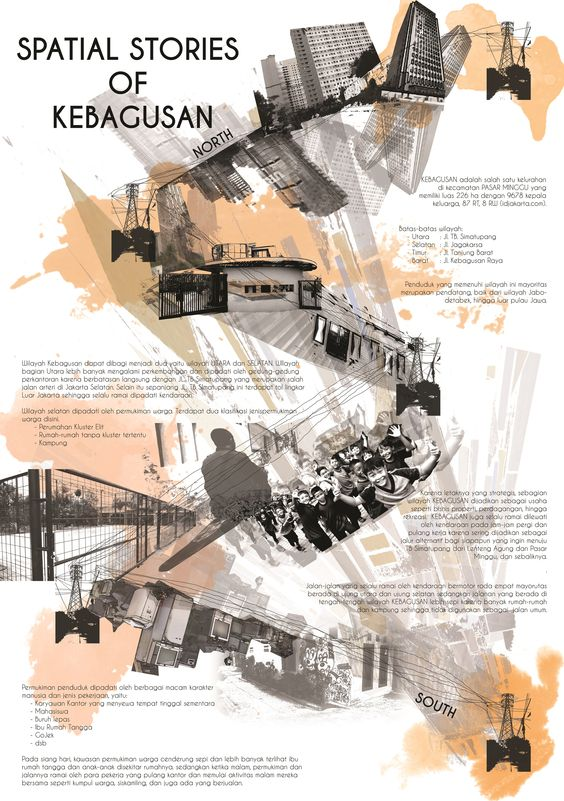 SPATIAL STORIES
OF
KEBAGUSAN
NORTH
KEBAGUSAN adalah salah satu kelurahan
di kecamatan PASAR MINGGU yang
memiliki luas 226 ha dengan 9678 kepala
keluarga, 87 RT, 8 RW (idjakarta.com).
Batas-batas wilayah:
- Utara : Jl. TB. Simatupang
- Selatan : Jl. Jagakarsa
- Timur : Jl. Tanjung Barat
- Barat : Jl. Kebagusan Raya
Penduduk yang memenuhi wilayah ini mayoritas
merupakan pendatang, baik dari wilayah Jabo-
detabek, hingga luar pulau Jawa.
Wilayah Kebagusan dapat dibagi menjadi dua yaitu wilayah UTARA dan SELATAN. Wilayah
bagian Utara lebih banyak mengalami perkembangan dan dipadati oleh gedung-gedung
perkantoran karena berbatasan langsung dengan JL. TB Simatupang yang merupakan salah
jalan arteri di Jakarta Selatan. Selain itu sepanjang JL. TB Simatupang ini terdapat tol lingkar
Luar Jakarta sehingga selalu ramai dipadati kendaraan.
Wilayah selatan dipadati oleh permukiman warga. Terdapat dua klasifikasi jenispermukiman
warga disini.
- Perumahan Kluster Elit
- Rumah-rumah tanpa kluster tertentu
- Kampung
Karena letaknya yang strategis, sebagian
wilayah KEBAGUSAN dijadikan sebagai usaha
seperti bisnis properti, perdagangan, hingga
rekreasi. KEBAGUSAN juga selalu ramai dilewati
oleh kendaraan pada jam-jam pergi dan
pulang kerja karena sering dijadikan sebagai
jalur alternatif bagi siapapun yang ingin menuju
TB Simatupang dari Lenteng Agung dan Pasar
Minggu, dan sebaliknya.
Jalan-jalan yang selalu ramai oleh kendaraan bermotor roda empat mayorutas
berada di ujung utara dan ujung selatan sedangkan jalanan yang berada di
tengah-tengah wilayah KEBAGUSAN lebih sepi karena banyak rumah-rumah
dan kampung sehingga tidak digunakan sebagai jalan umum.
Permukiman penduduk dipadati oleh berbagai macam karakter
manusia dan jenis pekerjaan, yaitu:
- Karyawan Kantor yang menyewa tempat tinggal sementara
- Mahasiswa
- Buruh lepas
- Ibu Rumah Tangga
- GoJek
- dsb
SOUTH
Pada siang hari, kawasan permukiman warga cenderung sepi dan lebih banyak terlihat ibu
rumah tangga dan anak-anak disekitar rumahnya, sedangkan ketika malam, permukiman dan
jalannya ramai oleh para pekerja yang pulang kantor dan memulai aktivitas malam mereka
bersama seperti kumpul warga, siskamling, dan juga ada yang berjualan.